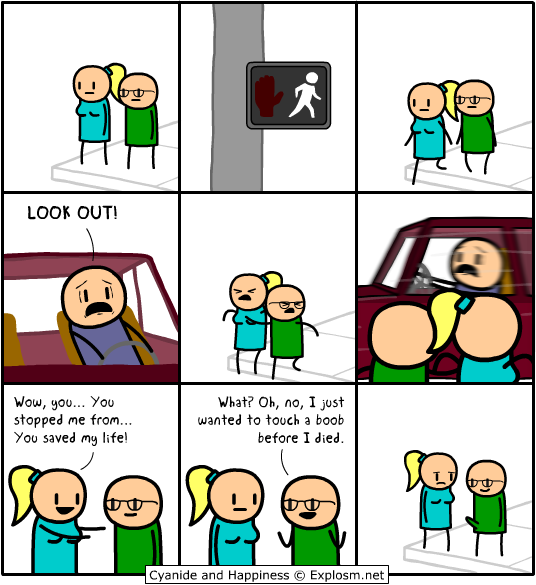 LOOK OUT!
Wow, you... You
stopped me from...
You saved my life!
What? Oh, no, I just
wanted to touch a boob
before I died.
Cyanide and Happiness © Explosm.net